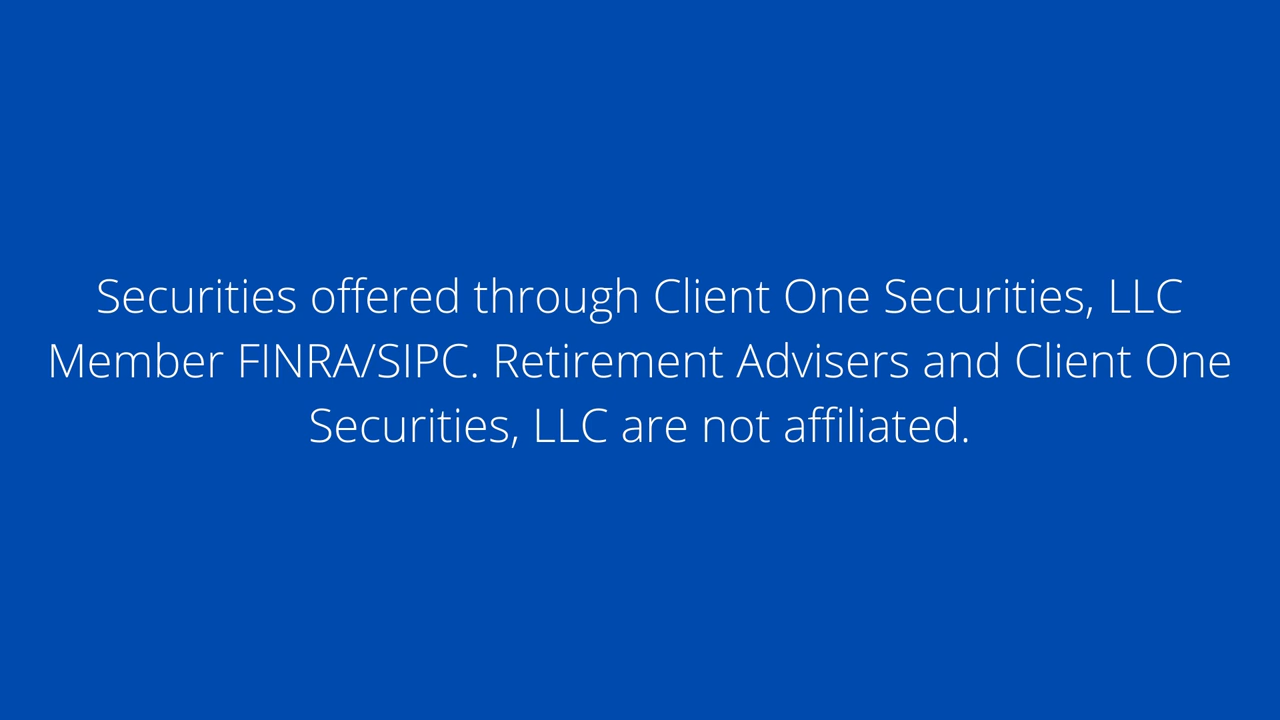 Securities offered through Client One Securities, LLC
Member FINRA/SIPC. Retirement Advisers and Client One
Securities, LLC are not affiliated.